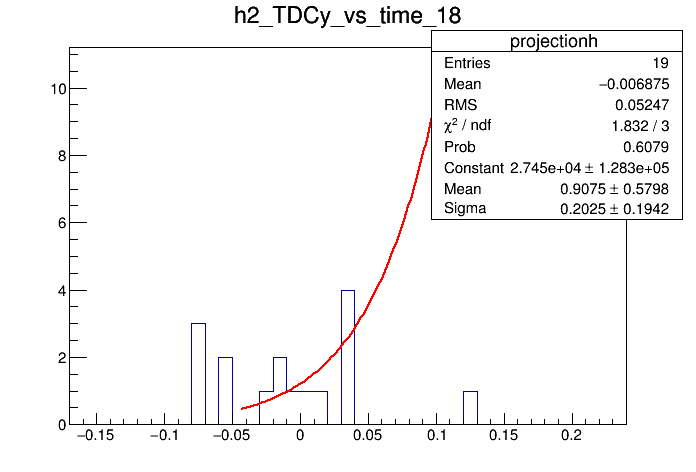 h2_TDCy_vs_time_18
projectionh
Entries 19
Mean −0.006875
RMS 0.05247
χ² / ndf 1.832 / 3
Prob 0.6079
Constant 2.745e+04 ± 1.283e+05
Mean 0.9075 ± 0.5798
Sigma 0.2025 ± 0.1942
10
8
6
4
2
0
−0.15 −0.1 −0.05 0 0.05 0.1 0.15 0.2